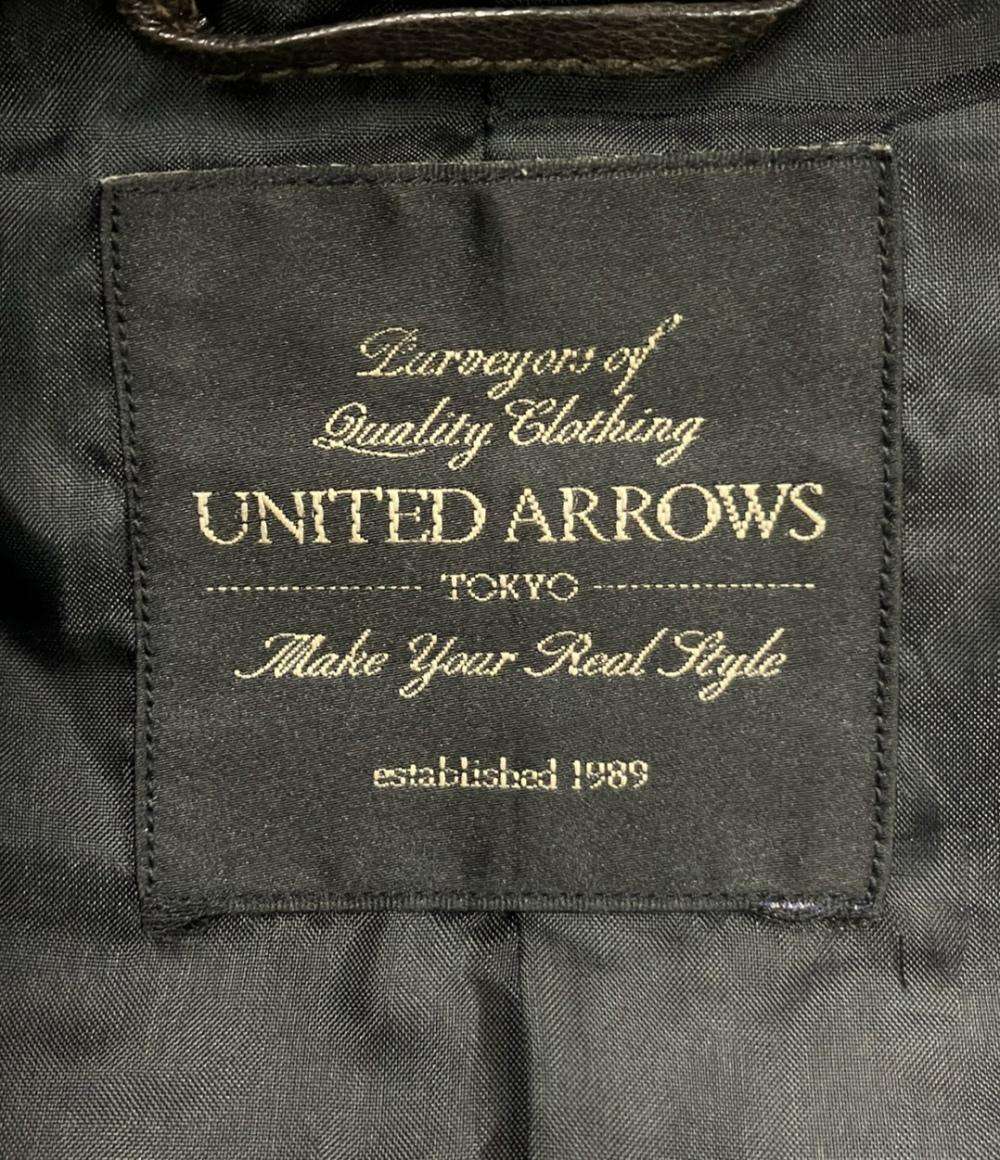 Purveyors of
Quality Clothing
UNITED ARROWS
TOKYO
Make Your Real Style
established 1989